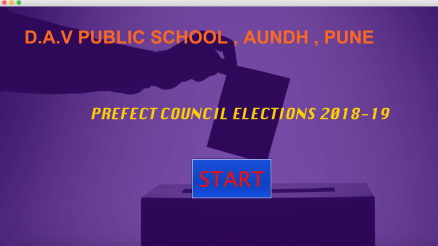 D.A.V PUBLIC SCHOOL , AUNDH , PUNE
PREFECT COUNCIL ELECTIONS 2018-19
START